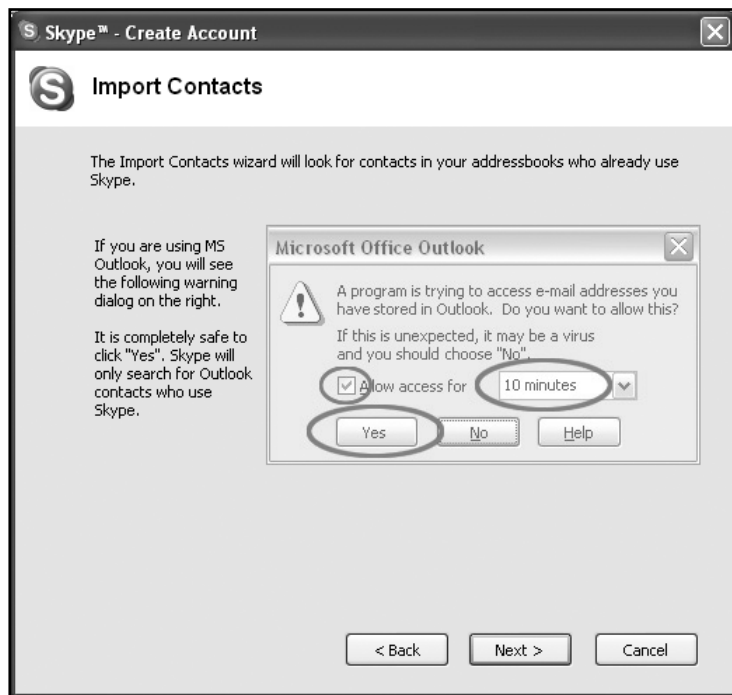 Skype™ - Create Account
Import Contacts
The Import Contacts wizard will look for contacts in your addressbooks who already use
Skype.
If you are using MS
Outlook, you will see
the following warning
dialog on the right.
It is completely safe to
click "Yes". Skype will
only search for Outlook
contacts who use
Skype.
Microsoft Office Outlook
A program is trying to access e-mail addresses you
have stored in Outlook. Do you want to allow this?
If this is unexpected, it may be a virus
and you should choose "No".
Allow access for 10 minutes
Yes No Help
< Back Next > Cancel